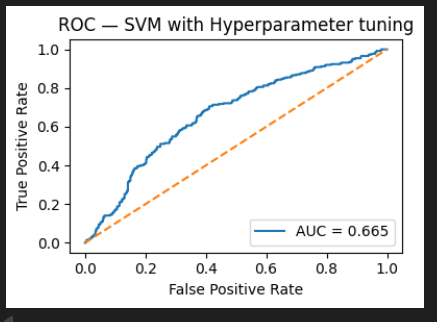 ROC — SVM with Hyperparameter tuning
1.0
0.8
0.6
0.4
0.2
0.0
True Positive Rate
AUC = 0.665
0.0 0.2 0.4 0.6 0.8 1.0
False Positive Rate